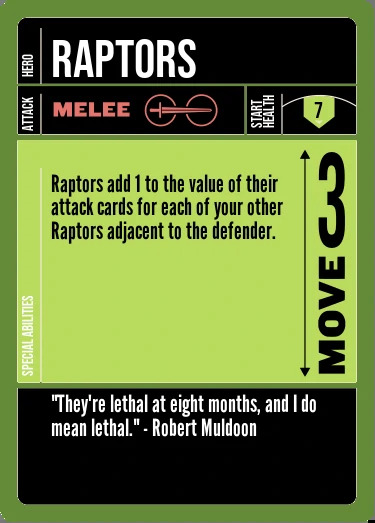 HERO
RAPTORS
ATTACK
MELEE
START
HEALTH
7
SPECIAL ABILITIES
Raptors add 1 to the value of their
attack cards for each of your other
Raptors adjacent to the defender.
MOVE 3
"They're lethal at eight months, and I do
mean lethal." - Robert Muldoon